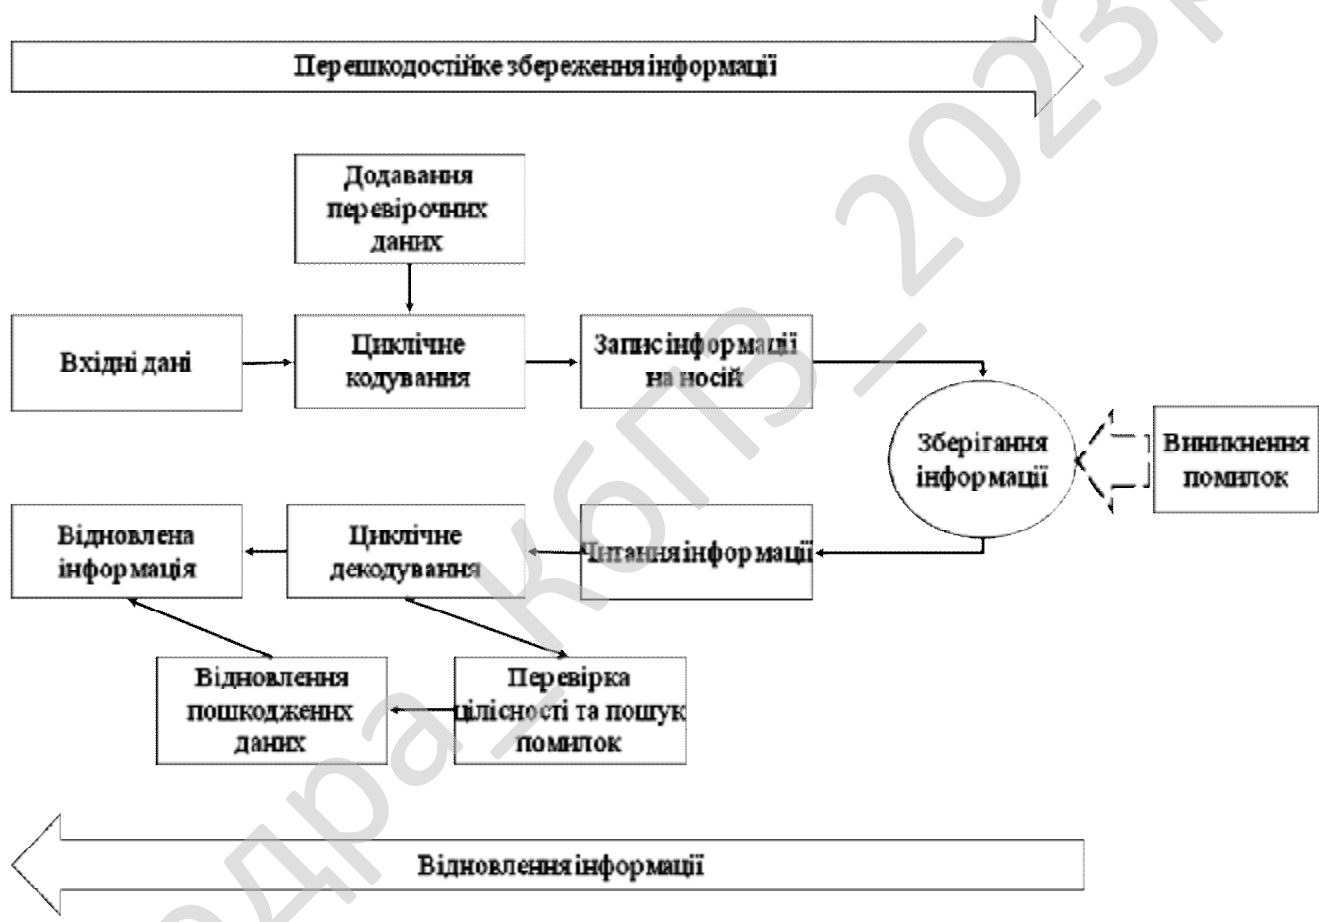 Перешкодостійке збереження інформації
Додавання
перевірочних
даних
Вхідні дані
Циклічне
кодування
Запис інформації
на носій
Зберігання
інформації
Виникнення
помилок
Відновлена
інформація
Циклічне
декодування
Читання інформації
Відновлення
пошкоджених
даних
Перевірка
цілісності та пошук
помилок
Відновлення інформації
дра_КбПЗ_2023р